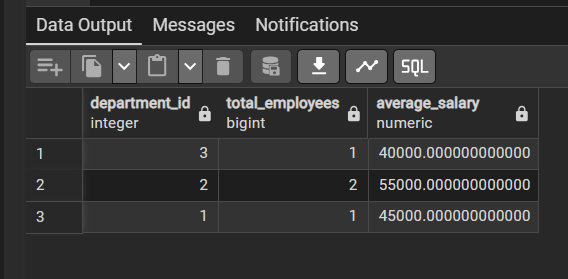 Data Output Messages Notifications
SQL
department_id total_employees average_salary
integer bigint numeric
1 3 1 40000.000000000000
2 2 2 55000.000000000000
3 1 1 45000.000000000000